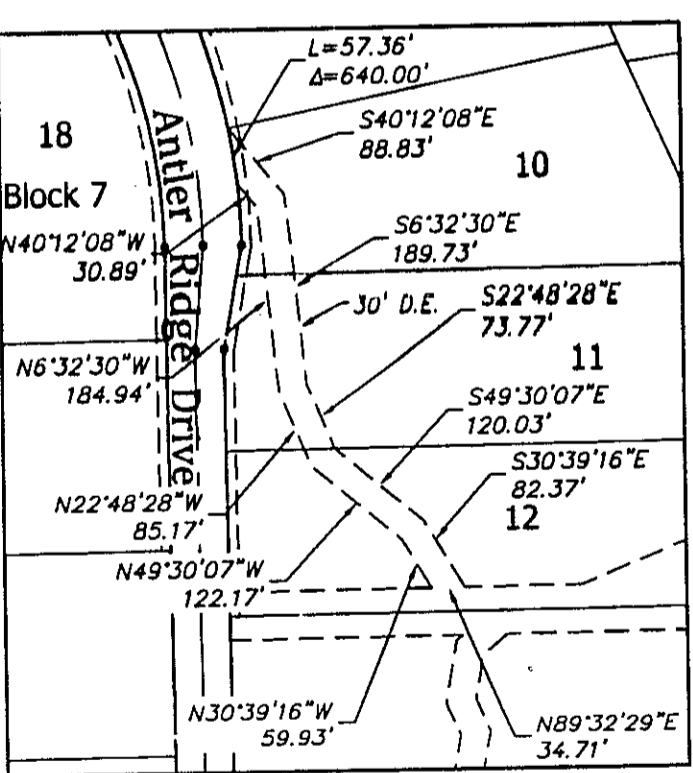 L=57.36'
Δ=640.00'
18
S40°12'08"E
88.83'
10
Block 7
Antler Ridge Drive
N40°12'08"W
30.89'
S6°32'30"E
189.73'
30' D.E.
S22°48'28"E
73.77'
11
N6°32'30"W
184.94'
S49°30'07"E
120.03'
S30°39'16"E
82.37'
12
N22°48'28"W
85.17'
N49°30'07"W
122.17'
N30°39'16"W
59.93'
N89°32'29"E
34.71'